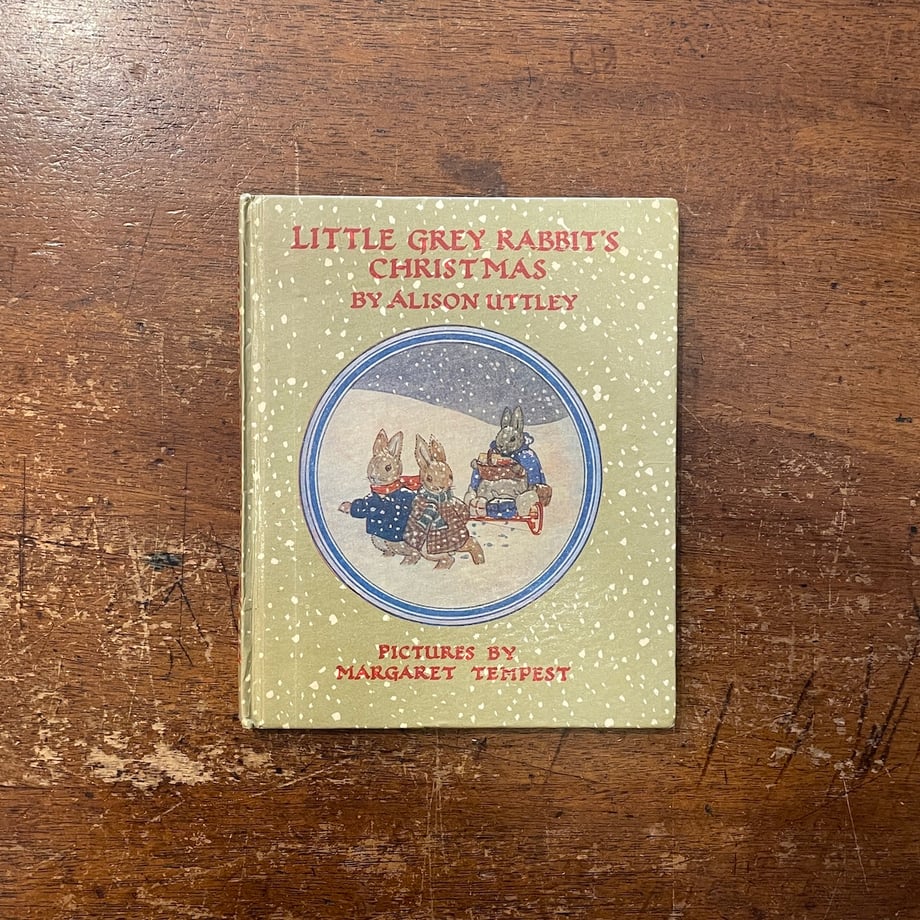 LITTLE GREY RABBIT'S
CHRISTMAS
BY ALISON UTTLEY
PICTURES BY
MARGARET TEMPEST